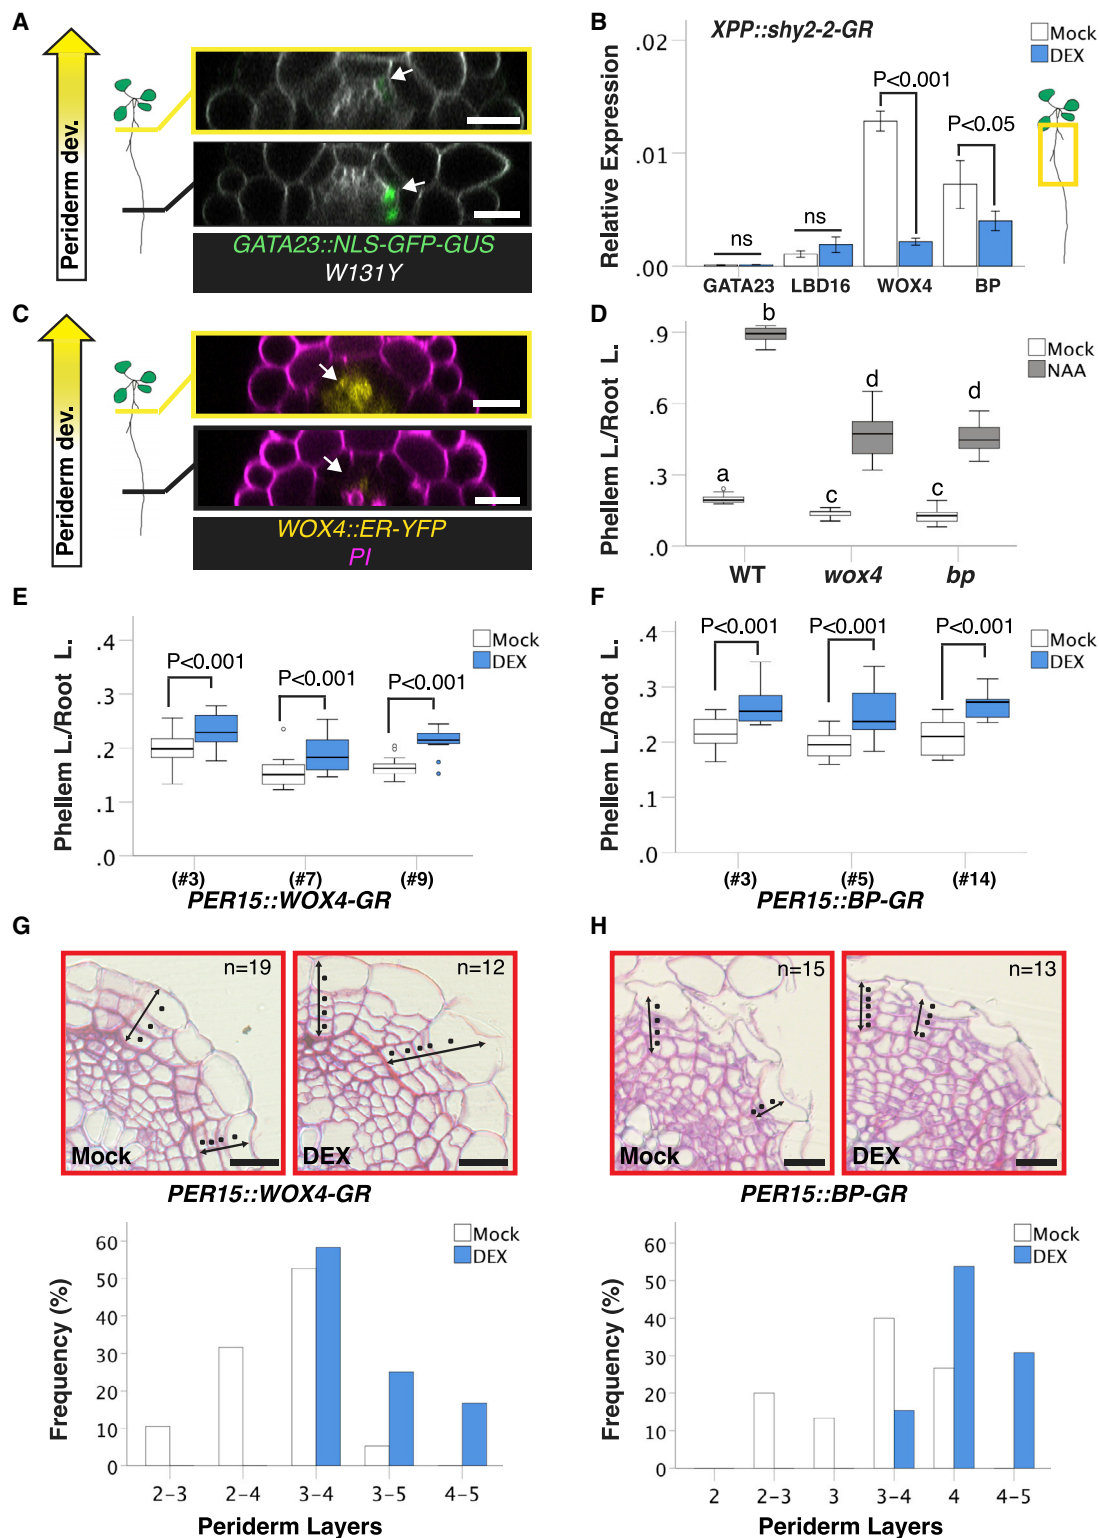 A
Periderm dev.
GATA23::NLS-GFP-GUS
W131Y
B
XPP::shy2-2-GR
Mock
DEX
Relative Expression
.02
.01
.00
ns
ns
P<0.001
P<0.05
GATA23
LBD16
WOX4
BP
C
Periderm dev.
WOX4::ER-YFP
PI
D
Mock
NAA
Phellem L./Root L.
.9
.6
.3
.0
a
b
c
d
c
d
WT
wox4
bp
E
Mock
DEX
Phellem L./Root L.
.4
.3
.2
.1
.0
P<0.001
P<0.001
P<0.001
(#3)
(#7)
(#9)
PER15::WOX4-GR
F
Mock
DEX
Phellem L./Root L.
.4
.3
.2
.1
.0
P<0.001
P<0.001
P<0.001
(#3)
(#5)
(#14)
PER15::BP-GR
G
n=19
Mock
n=12
DEX
PER15::WOX4-GR
Mock
DEX
Frequency (%)
60
50
40
30
20
10
0
2-3
2-4
3-4
3-5
4-5
Periderm Layers
H
n=15
Mock
n=13
DEX
PER15::BP-GR
Mock
DEX
Frequency (%)
60
50
40
30
20
10
0
2
2-3
3
3-4
4
4-5
Periderm Layers